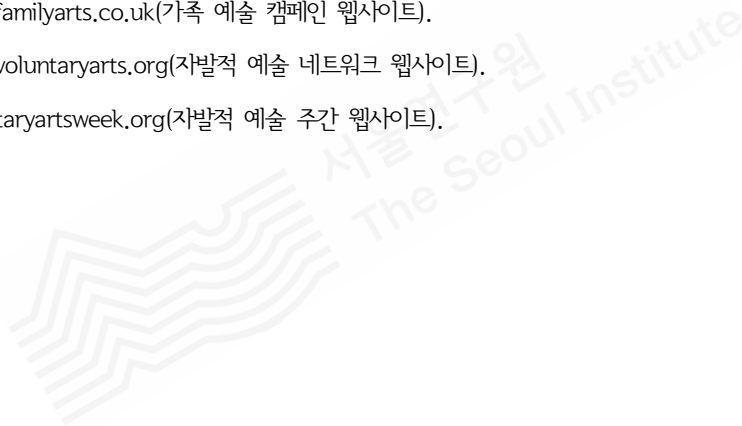 familyarts.co.uk(가족 예술 캠페인 웹사이트).
voluntaryarts.org(자발적 예술 네트워크 웹사이트).
taryartsweek.org(자발적 예술 주간 웹사이트).
서울연구원
The Seoul Institute